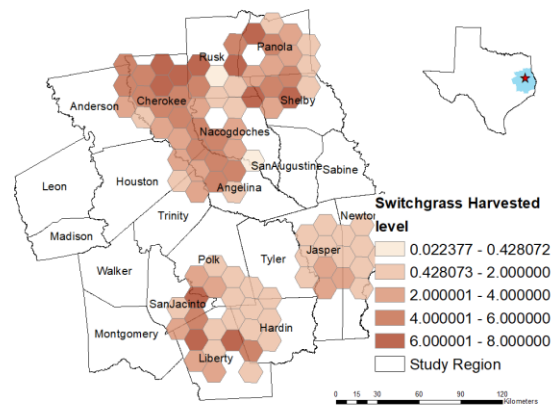 Rusk
Panola
Anderson
Cherokee
Shelby
Nacogdoches
SanAugustine
Sabine
Leon
Houston
Angelina
Madison
Trinity
Newton
Walker
Polk
Tyler
Jasper
SanJacinto
Montgomery
Hardin
Liberty
Switchgrass Harvested
level
0.022377 - 0.428072
0.428073 - 2.000000
2.000001 - 4.000000
4.000001 - 6.000000
6.000001 - 8.000000
Study Region
0 15 30 60 90 120
Kilometers